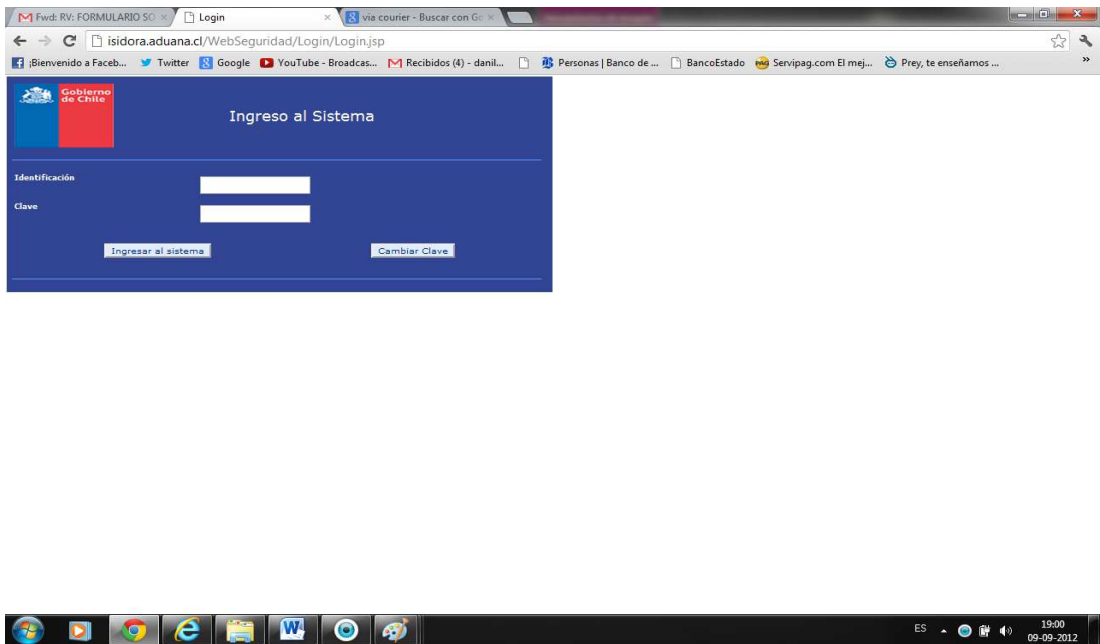 Fwd: RV: FORMULARIO SO
Login
via courier - Buscar con Go
isidora.aduana.cl/WebSeguridad/Login/Login.jsp
¡Bienvenido a Faceb... Twitter Google YouTube - Broadcas... Recibidos (4) - danil... Personas | Banco de ... BancoEstado Servipag.com El mej... Prey, te enseñamos ... »
Gobierno
de Chile
Ingreso al Sistema
Identificación
Clave
Ingresar al sistema Cambiar Clave
ES
19:00
09-09-2012